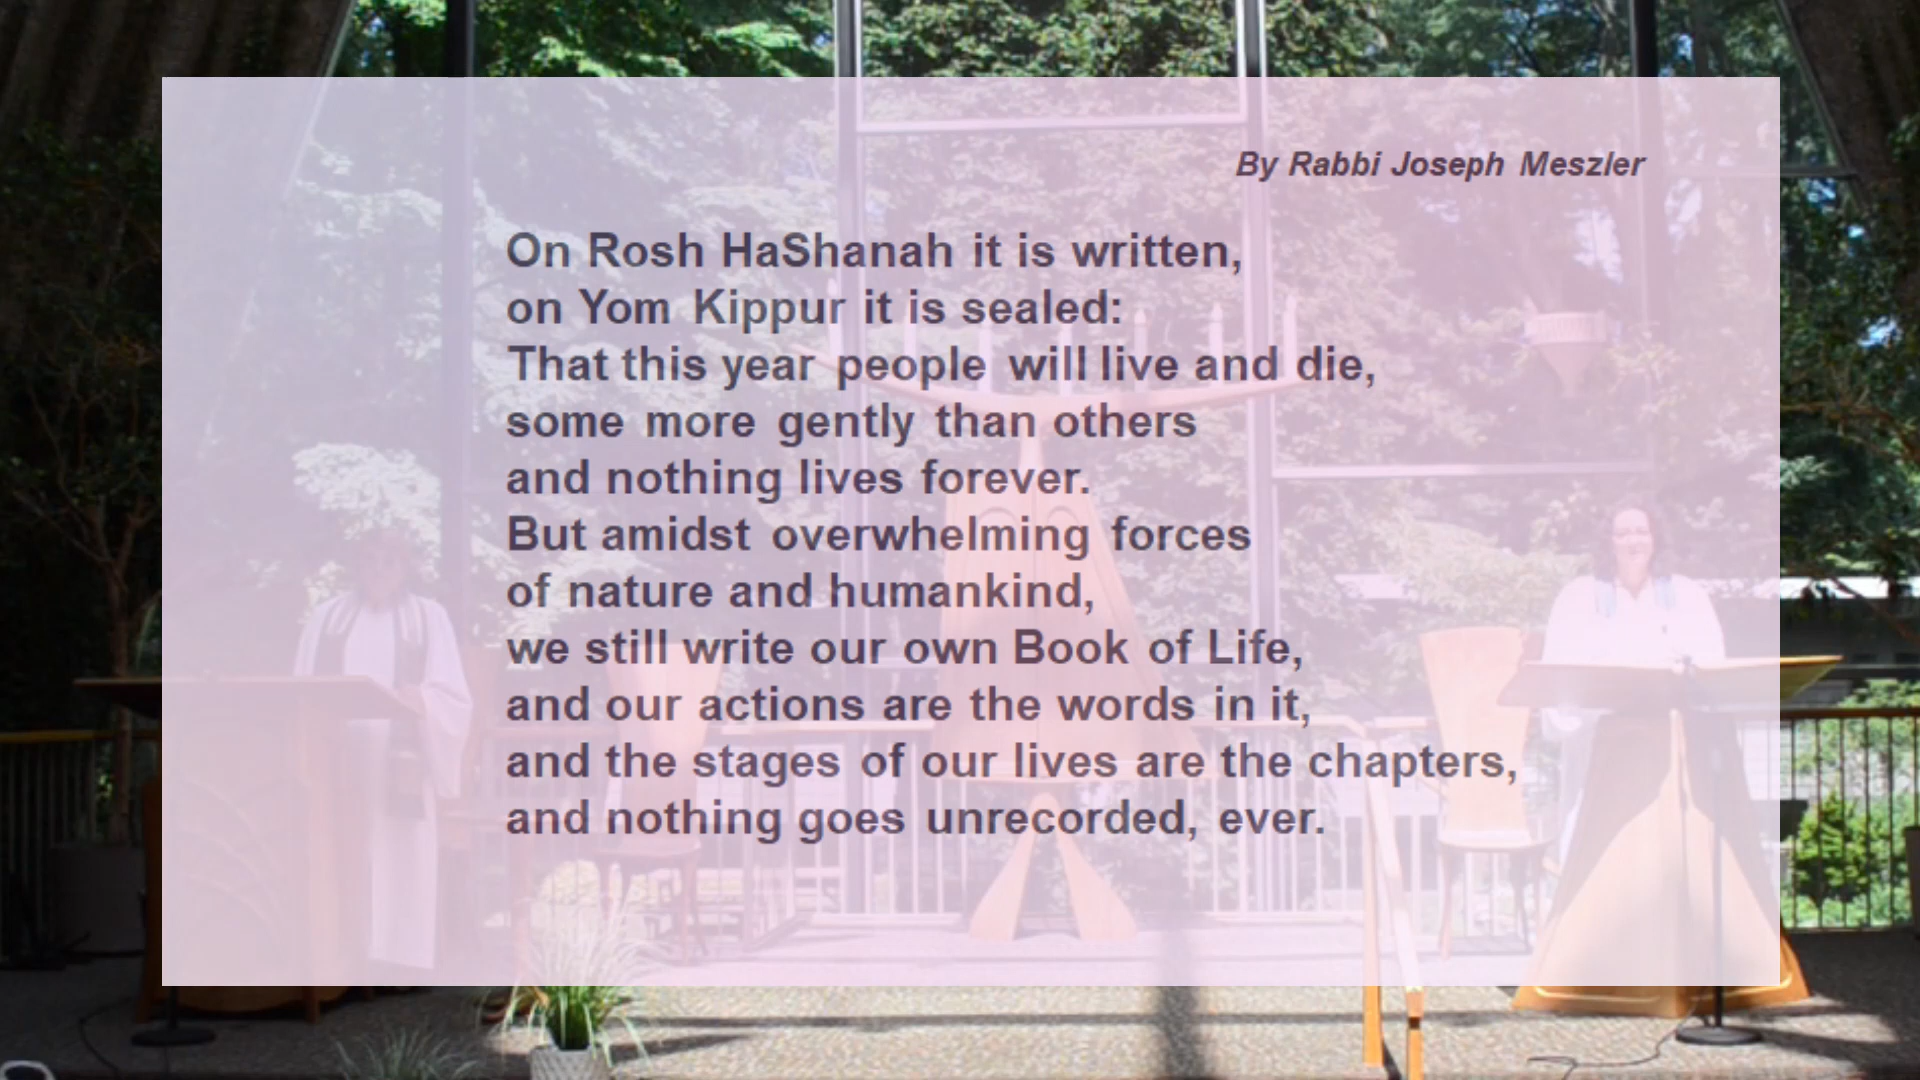 By Rabbi Joseph Meszler
On Rosh HaShanah it is written,
on Yom Kippur it is sealed:
That this year people will live and die,
some more gently than others
and nothing lives forever.
But amidst overwhelming forces
of nature and humankind,
we still write our own Book of Life,
and our actions are the words in it,
and the stages of our lives are the chapters,
and nothing goes unrecorded, ever.